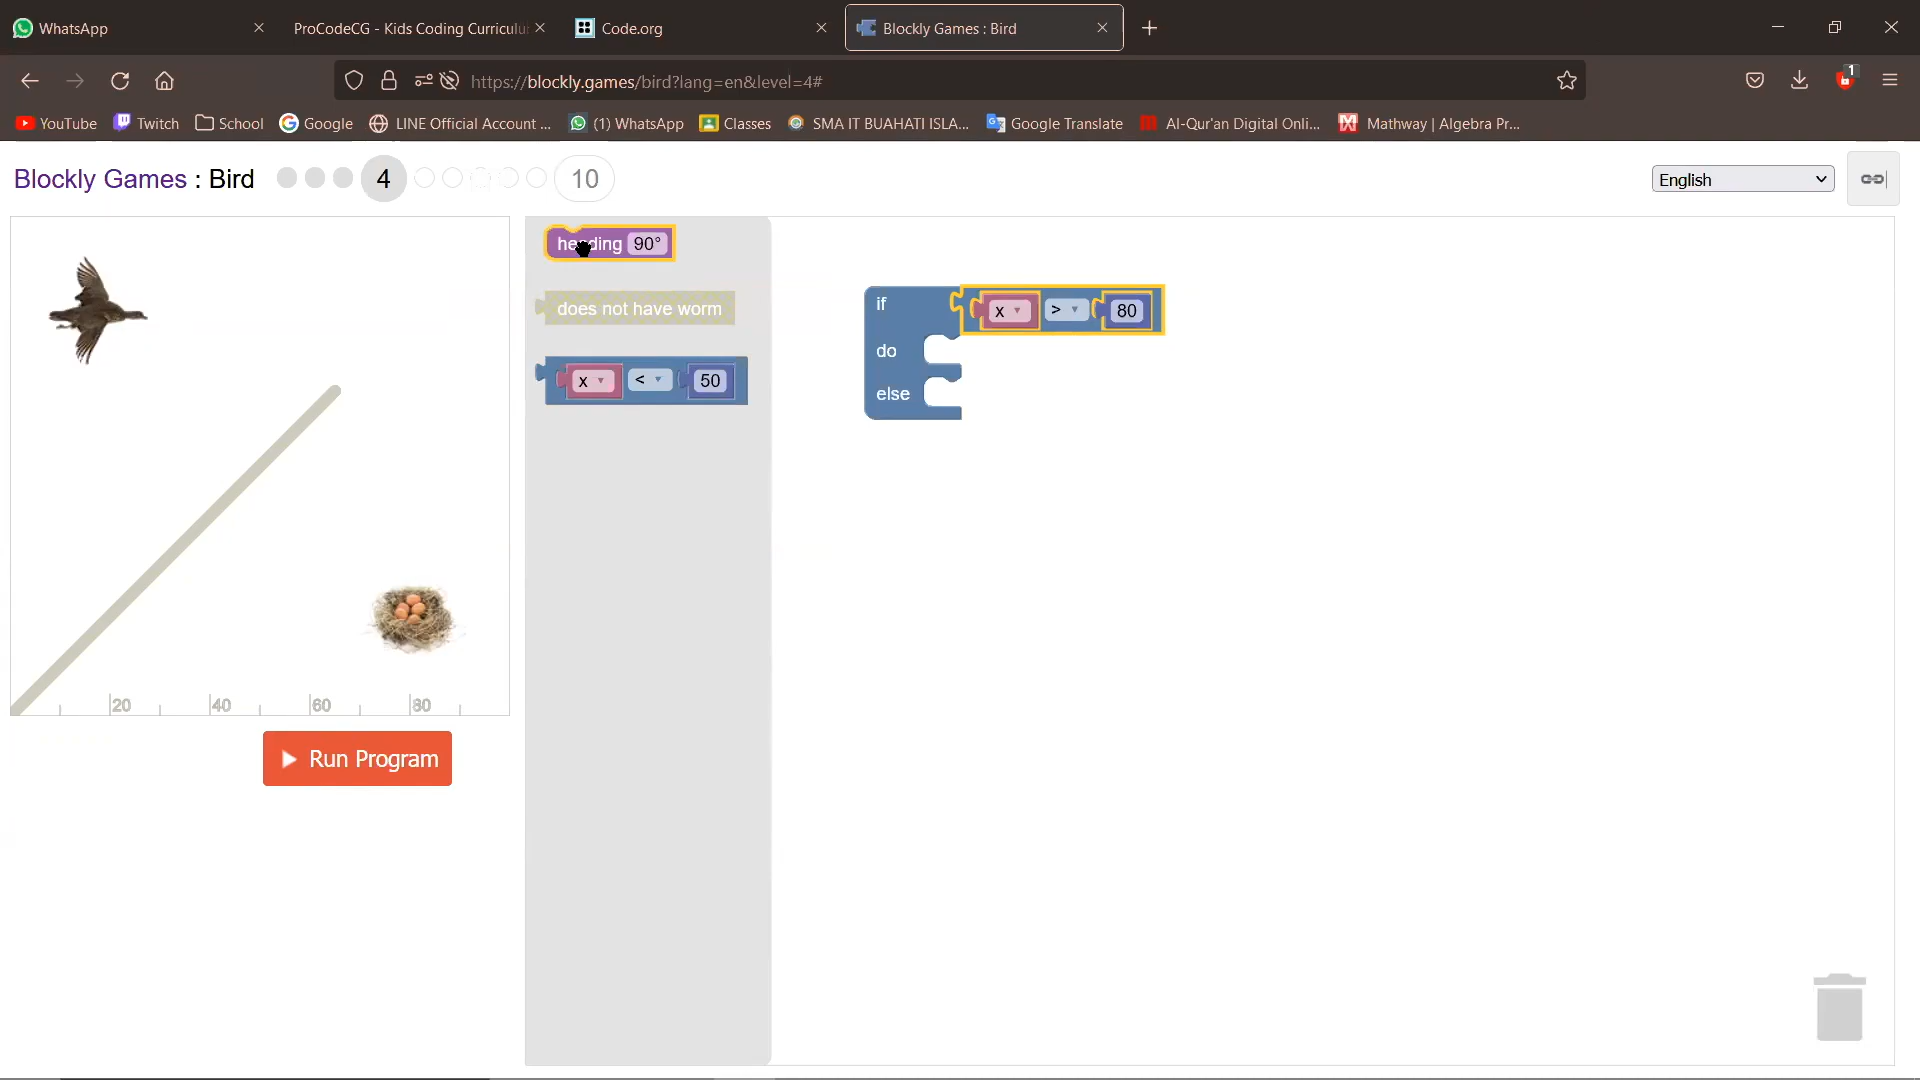 WhatsApp
ProCodeCG - Kids Coding Curriculu
Code.org
Blockly Games : Bird
https://blockly.games/bird?lang=en&level=4#
1
YouTube
Twitch
School
Google
LINE Official Account ...
(1) WhatsApp
Classes
SMA IT BUAHATI ISLA...
Google Translate
Al-Qur'an Digital Onli...
Mathway | Algebra Pr...
Blockly Games : Bird
4
10
English
heading 90°
does not have worm
x < 50
if x > 80
do
else
20 40 60 80
Run Program